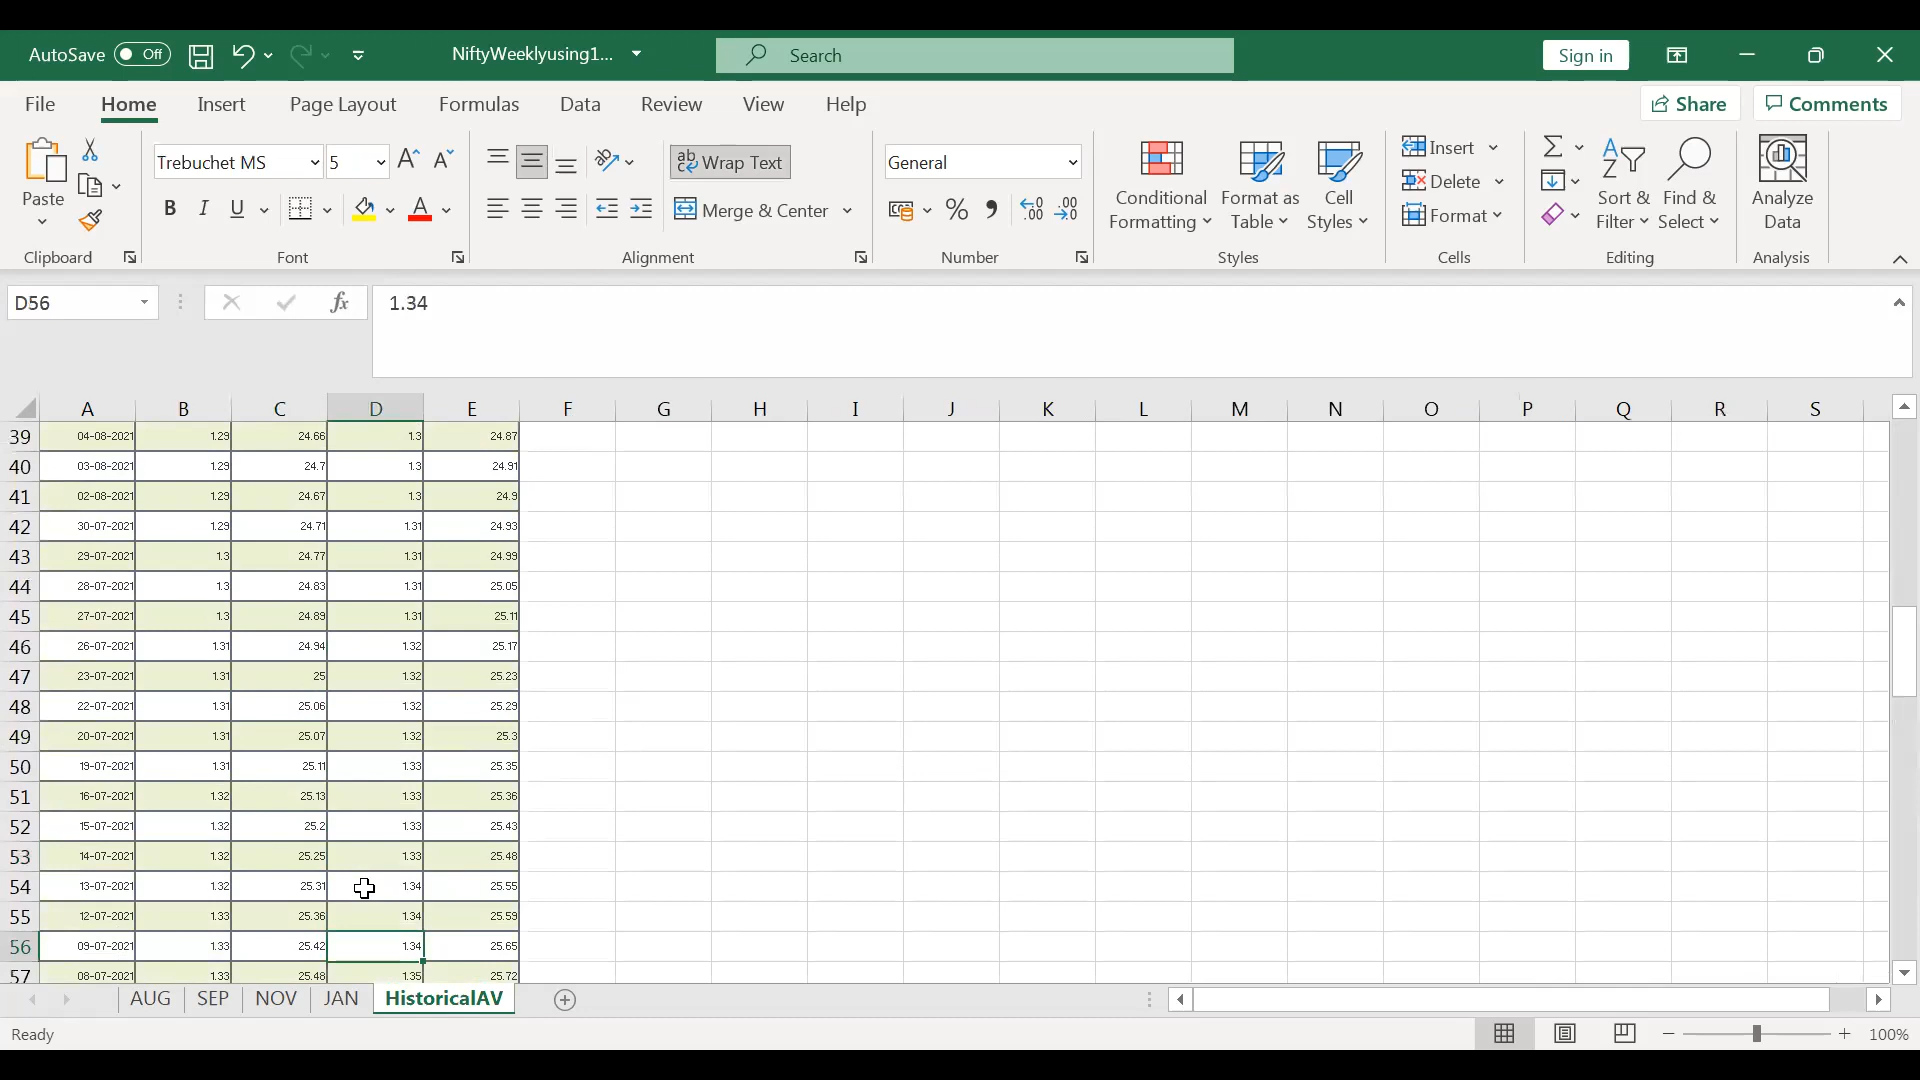 AutoSave Off NiftyWeeklyusing1... Search Sign in
File Home Insert Page Layout Formulas Data Review View Help Share Comments
Paste
Clipboard
Trebuchet MS 5
B I U A
Font
ab Wrap Text
Merge & Center
Alignment
General
% , .00 .00
Number
Conditional Formatting
Format as Table
Cell Styles
Styles
Insert
Delete
Format
Cells
Sort & Filter
Find & Select
Editing
Analyze Data
Analysis
D56 fx 1.34
A B C D E F G H I J K L M N O P Q R S
39 04-08-2021 1.29 24.66 1.3 24.87
40 03-08-2021 1.29 24.7 1.3 24.91
41 02-08-2021 1.29 24.67 1.3 24.9
42 30-07-2021 1.29 24.71 1.31 24.93
43 29-07-2021 1.3 24.77 1.31 24.99
44 28-07-2021 1.3 24.83 1.31 25.05
45 27-07-2021 1.3 24.89 1.31 25.11
46 26-07-2021 1.31 24.94 1.32 25.17
47 23-07-2021 1.31 25 1.32 25.23
48 22-07-2021 1.31 25.06 1.32 25.29
49 20-07-2021 1.31 25.07 1.32 25.3
50 19-07-2021 1.31 25.11 1.33 25.35
51 16-07-2021 1.32 25.13 1.33 25.36
52 15-07-2021 1.32 25.2 1.33 25.43
53 14-07-2021 1.32 25.25 1.33 25.48
54 13-07-2021 1.32 25.31 1.34 25.55
55 12-07-2021 1.33 25.36 1.34 25.59
56 09-07-2021 1.33 25.42 1.34 25.65
57 08-07-2021 1.33 25.48 1.35 25.72
AUG SEP NOV JAN HistoricalAV
Ready 100%